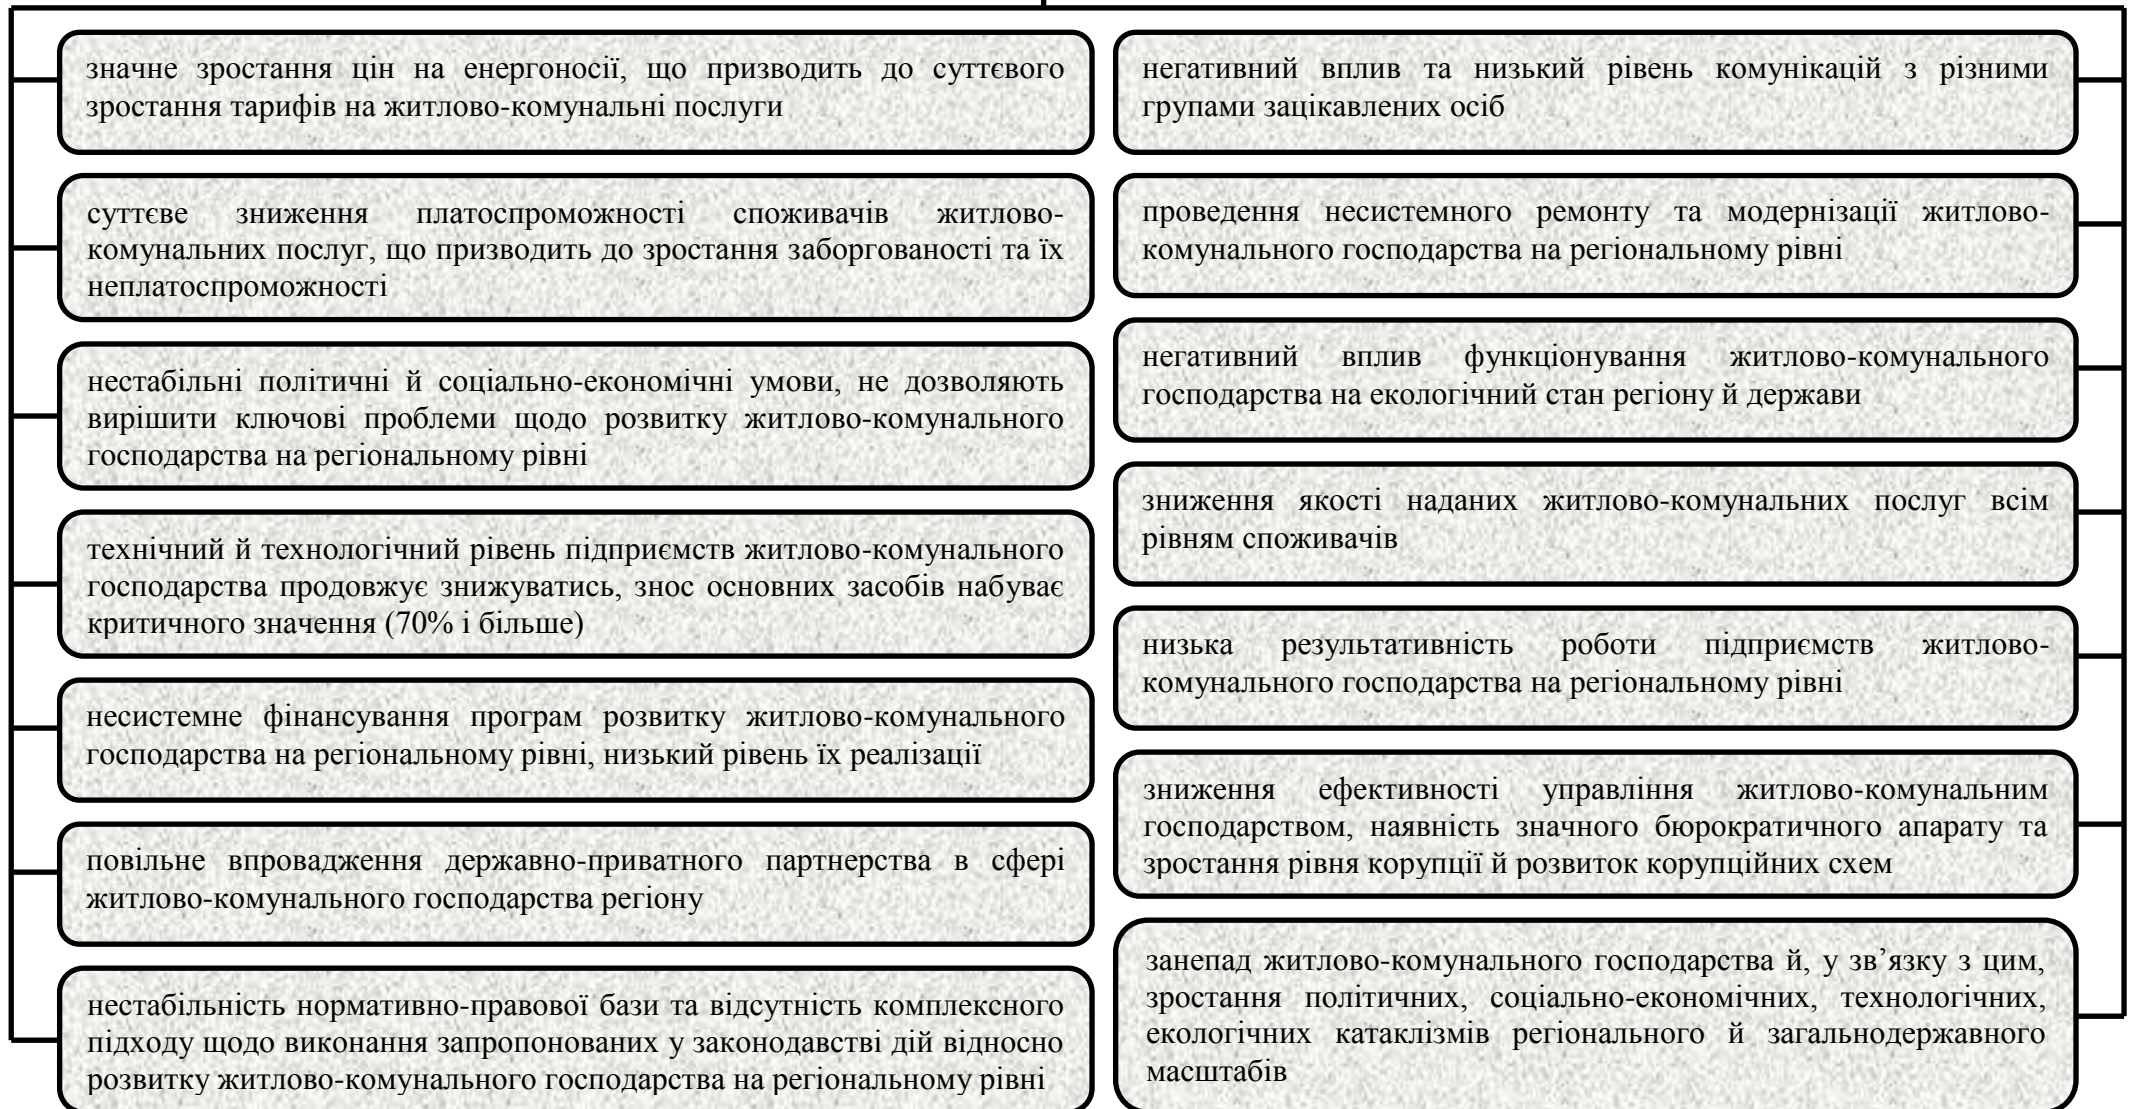 значне зростання цін на енергоносії, що призводить до суттєвого
зростання тарифів на житлово-комунальні послуги
суттєве зниження платоспроможності споживачів житлово-
комунальних послуг, що призводить до зростання заборгованості та їх
неплатоспроможності
нестабільні політичні й соціально-економічні умови, не дозволяють
вирішити ключові проблеми щодо розвитку житлово-комунального
господарства на регіональному рівні
технічний й технологічний рівень підприємств житлово-комунального
господарства продовжує знижуватись, знос основних засобів набуває
критичного значення (70% і більше)
несистемне фінансування програм розвитку житлово-комунального
господарства на регіональному рівні, низький рівень їх реалізації
повільне впровадження державно-приватного партнерства в сфері
житлово-комунального господарства регіону
нестабільність нормативно-правової бази та відсутність комплексного
підходу щодо виконання запропонованих у законодавстві дій відносно
розвитку житлово-комунального господарства на регіональному рівні
негативний вплив та низький рівень комунікацій з різними
групами зацікавлених осіб
проведення несистемного ремонту та модернізації житлово-
комунального господарства на регіональному рівні
негативний вплив функціонування житлово-комунального
господарства на екологічний стан регіону й держави
зниження якості наданих житлово-комунальних послуг всім
рівням споживачів
низька результативність роботи підприємств житлово-
комунального господарства на регіональному рівні
зниження ефективності управління житлово-комунальним
господарством, наявність значного бюрократичного апарату та
зростання рівня корупції й розвиток корупційних схем
занепад житлово-комунального господарства й, у зв’язку з цим,
зростання політичних, соціально-економічних, технологічних,
екологічних катаклізмів регіонального й загальнодержавного
масштабів